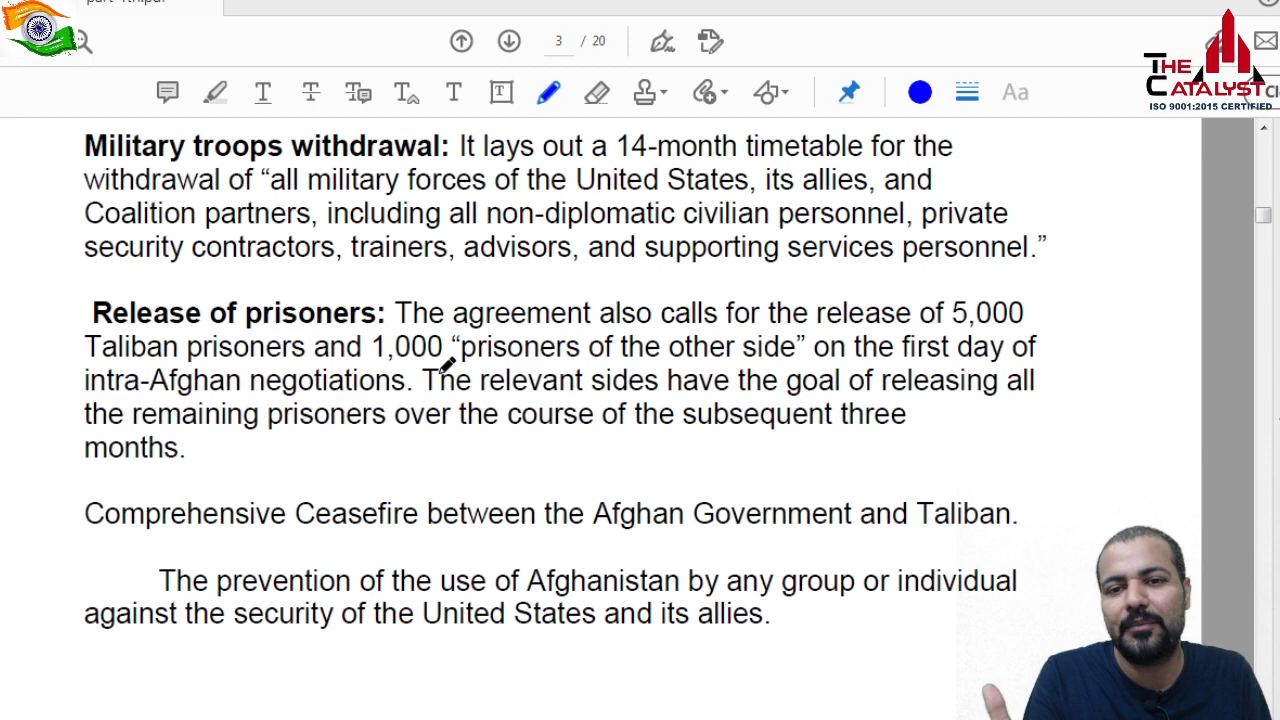 3 / 20
THE
CATALYST
ISO 9001:2015 CERTIFIED
Aa
Military troops withdrawal: It lays out a 14-month timetable for the
withdrawal of “all military forces of the United States, its allies, and
Coalition partners, including all non-diplomatic civilian personnel, private
security contractors, trainers, advisors, and supporting services personnel.”
Release of prisoners: The agreement also calls for the release of 5,000
Taliban prisoners and 1,000 “prisoners of the other side” on the first day of
intra-Afghan negotiations. The relevant sides have the goal of releasing all
the remaining prisoners over the course of the subsequent three
months.
Comprehensive Ceasefire between the Afghan Government and Taliban.
The prevention of the use of Afghanistan by any group or individual
against the security of the United States and its allies.